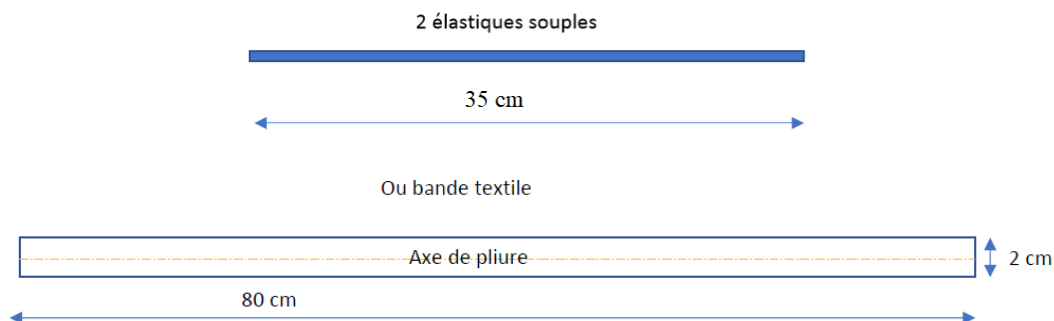 2 élastiques souples
35 cm
Ou bande textile
Axe de pliure
2 cm
80 cm